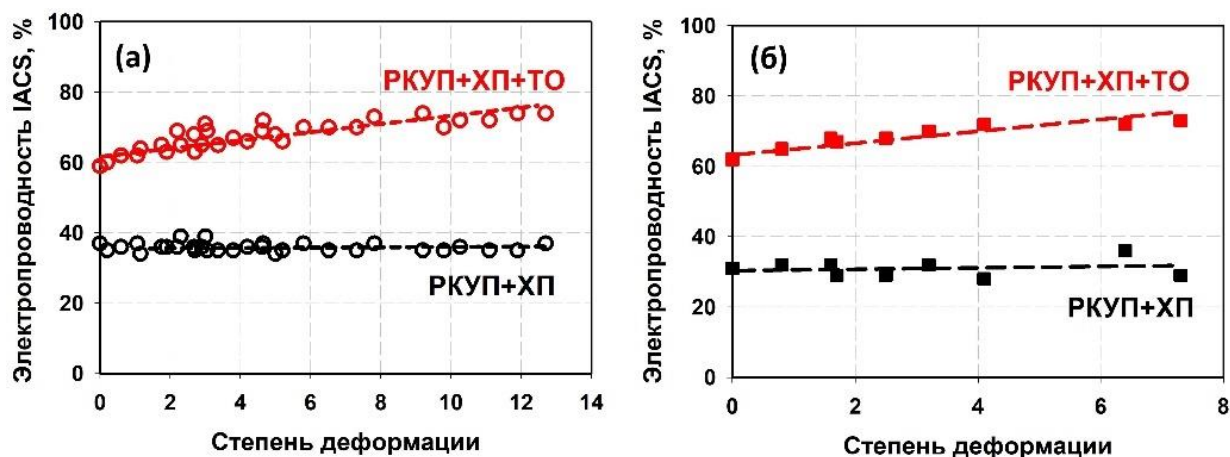 Электропроводность IACS, %
100
80
60
40
20
0
(а)
РКУП+ХП+ТО
РКУП+ХП
0 2 4 6 8 10 12 14
Степень деформации
Электропроводность IACS, %
100
80
60
40
20
0
(б)
РКУП+ХП+ТО
РКУП+ХП
0 2 4 6 8
Степень деформации